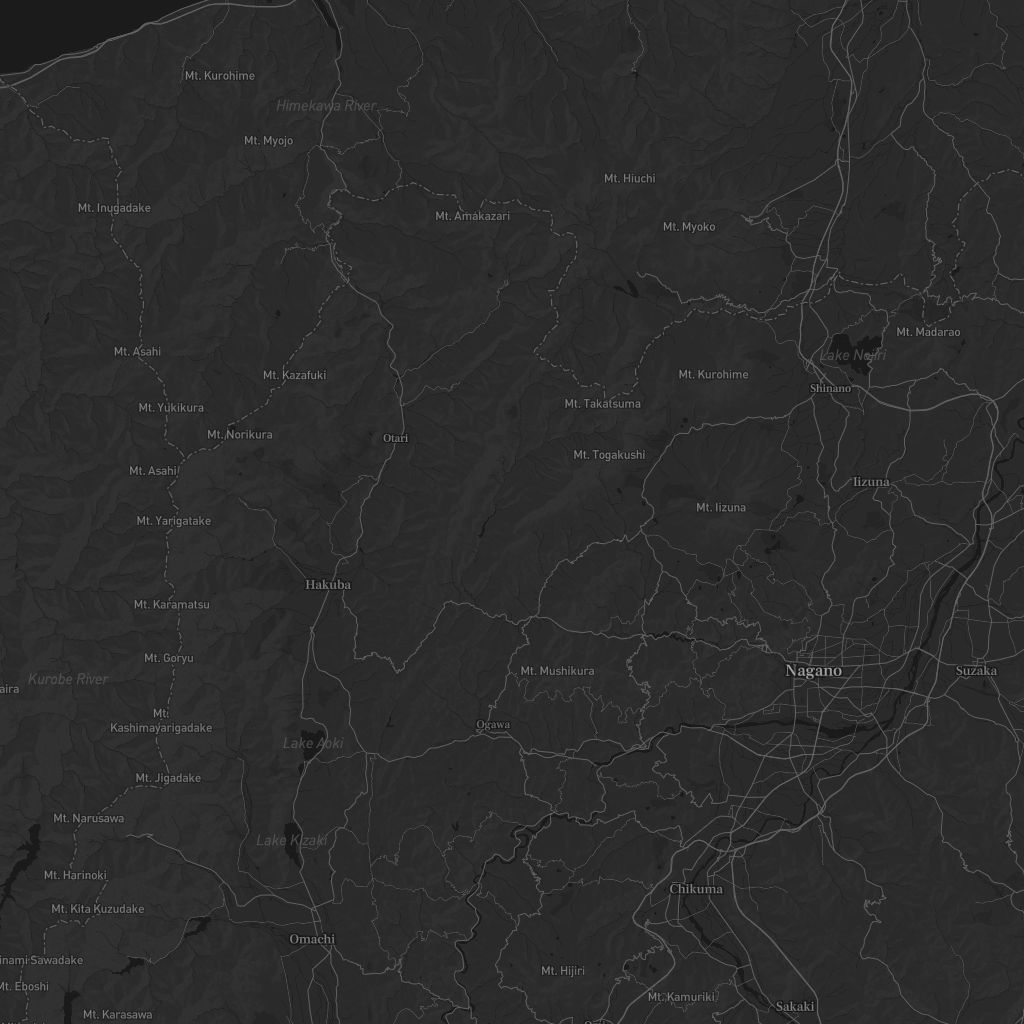 Mt. Kurohime
Himekawa River
Mt. Myojo
Mt. Hiuchi
Mt. Inugadake
Mt. Amakazari
Mt. Myoko
Mt. Madarao
Mt. Asahi
Lake Nojiri
Mt. Kazafuki
Mt. Kurohime
Shinano
Mt. Yukikura
Mt. Takatsuma
Mt. Norikura
Otari
Mt. Togakushi
Mt. Asahi
Iizuna
Mt. Iizuna
Mt. Yarigatake
Hakuba
Mt. Karamatsu
Mt. Goryu
Nagano
Mt. Mushikura
Suzaka
Kurobe River
aira
Mt.
Kashimayarigadake
Ogawa
Lake Aoki
Mt. Jigadake
Mt. Narusawa
Lake Kizaki
Mt. Harinoki
Chikuma
Mt. Kita Kuzudake
Omachi
inami Sawadake
Mt. Hijiri
Mt. Eboshi
Mt. Kamuriki
Sakaki
Mt. Karasawa